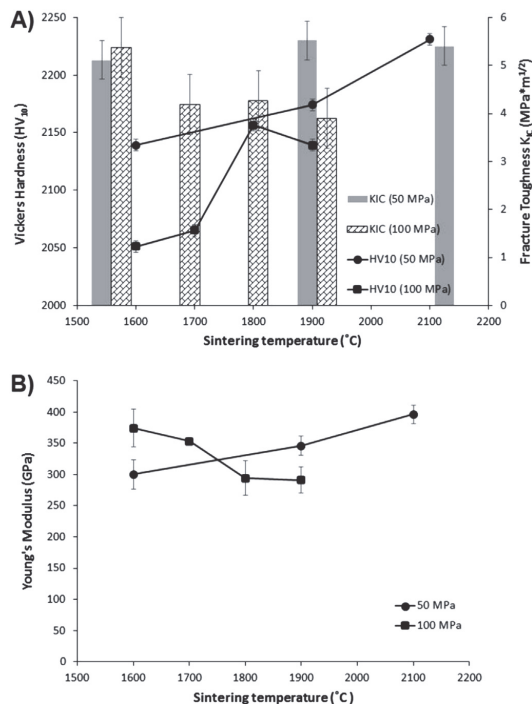 A)
Vickers Hardness (HV10)
2250
2200
2150
2100
2050
2000
6
5
4
3
2
1
0
Fracture Toughness KIC (MPa*m1/2)
KIC (50 MPa)
KIC (100 MPa)
HV10 (50 MPa)
HV10 (100 MPa)
1500 1600 1700 1800 1900 2000 2100 2200
Sintering temperature (˚C)
B)
Young's Modulus (GPa)
450
400
350
300
250
200
150
100
50
0
50 MPa
100 MPa
1500 1600 1700 1800 1900 2000 2100 2200
Sintering temperature (˚C)